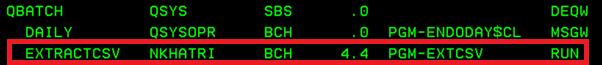 QBATCH QSYS SBS .0 DEQW
DAILY QSYSOPR BCH .0 PGM-ENDODAY$CL MSGW
EXTRACTCSV NKHATRI BCH 4.4 PGM-EXTCSV RUN